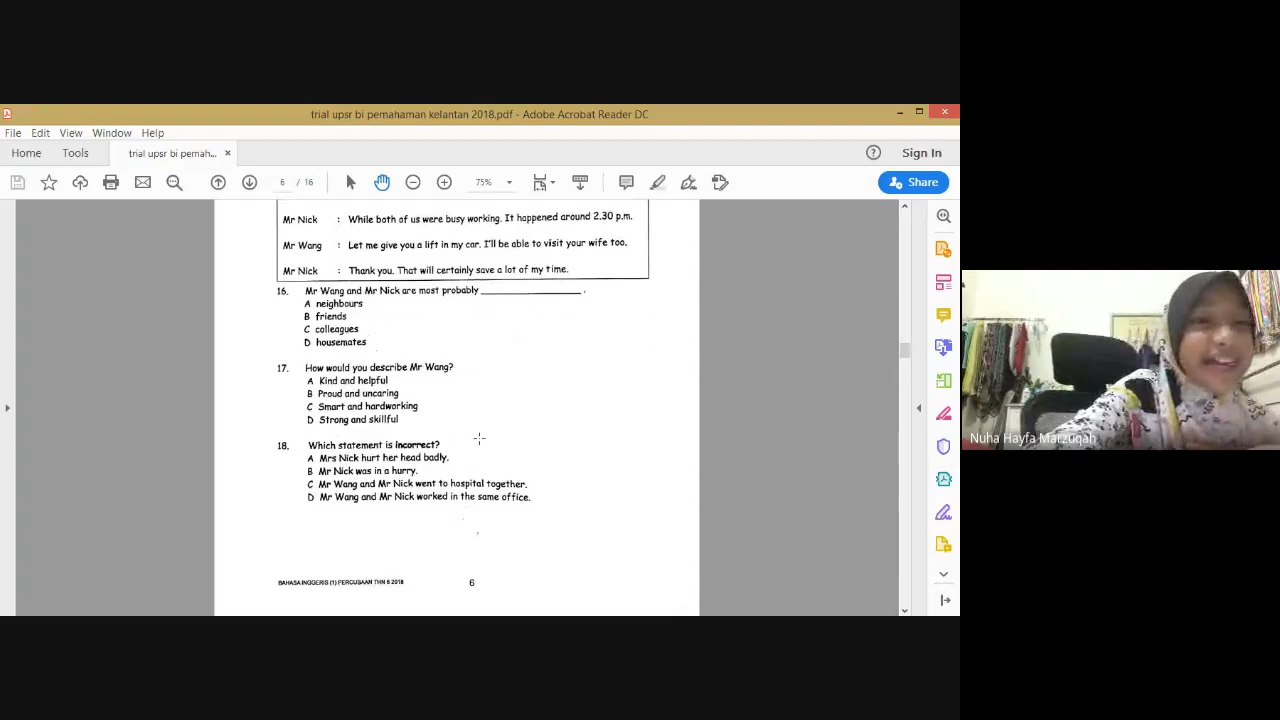 trial upsr bi pemahaman kelantan 2018.pdf - Adobe Acrobat Reader DC
File Edit View Window Help
Home Tools trial upsr bi pemah... × Sign In
6 / 16 75% Share
Mr Nick : While both of us were busy working. It happened around 2.30 p.m.
Mr Wang : Let me give you a lift in my car. I'll be able to visit your wife too.
Mr Nick : Thank you. That will certainly save a lot of my time.
16. Mr Wang and Mr Nick are most probably ______________ .
A neighbours
B friends
C colleagues
D housemates
17. How would you describe Mr Wang?
A Kind and helpful
B Proud and uncaring
C Smart and hardworking
D Strong and skillful
18. Which statement is incorrect?
A Mrs Nick hurt her head badly.
B Mr Nick was in a hurry.
C Mr Wang and Mr Nick went to hospital together.
D Mr Wang and Mr Nick worked in the same office.
BAHASA INGGERIS (1) PERCUBAAN THN 6 2018 6
Nuha Hayfa Marzuqah